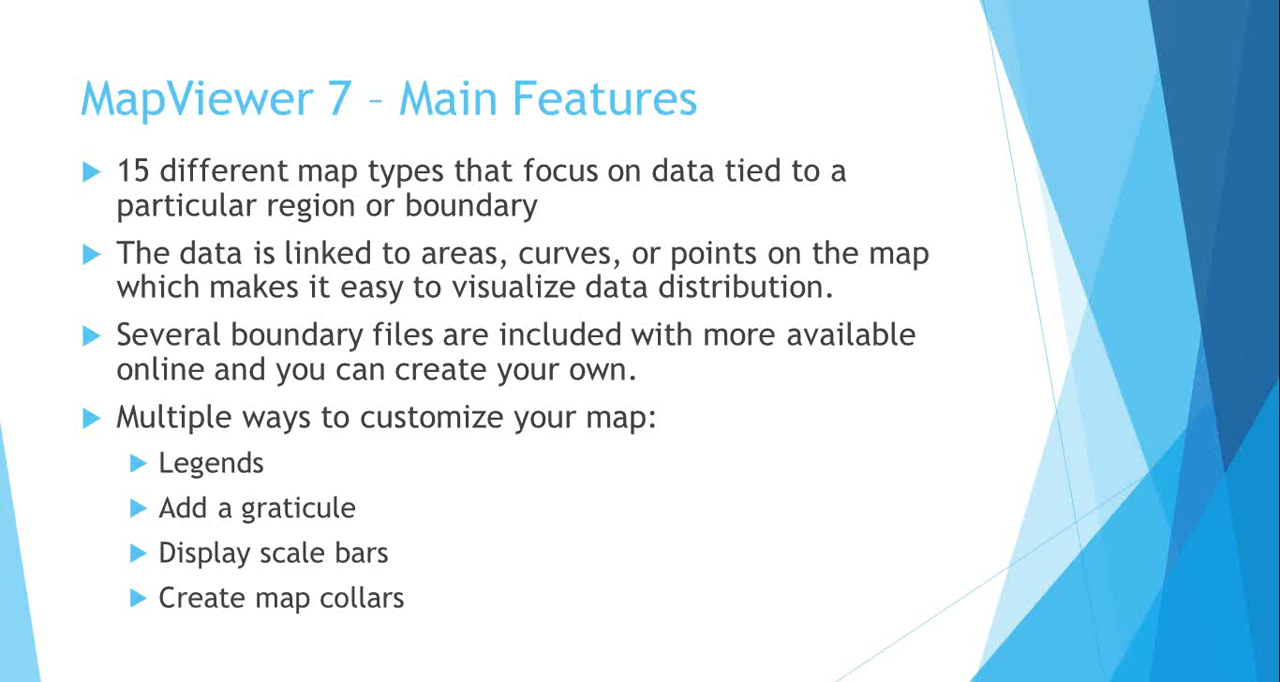 MapViewer 7 – Main Features
15 different map types that focus on data tied to a
particular region or boundary
The data is linked to areas, curves, or points on the map
which makes it easy to visualize data distribution.
Several boundary files are included with more available
online and you can create your own.
Multiple ways to customize your map:
Legends
Add a graticule
Display scale bars
Create map collars